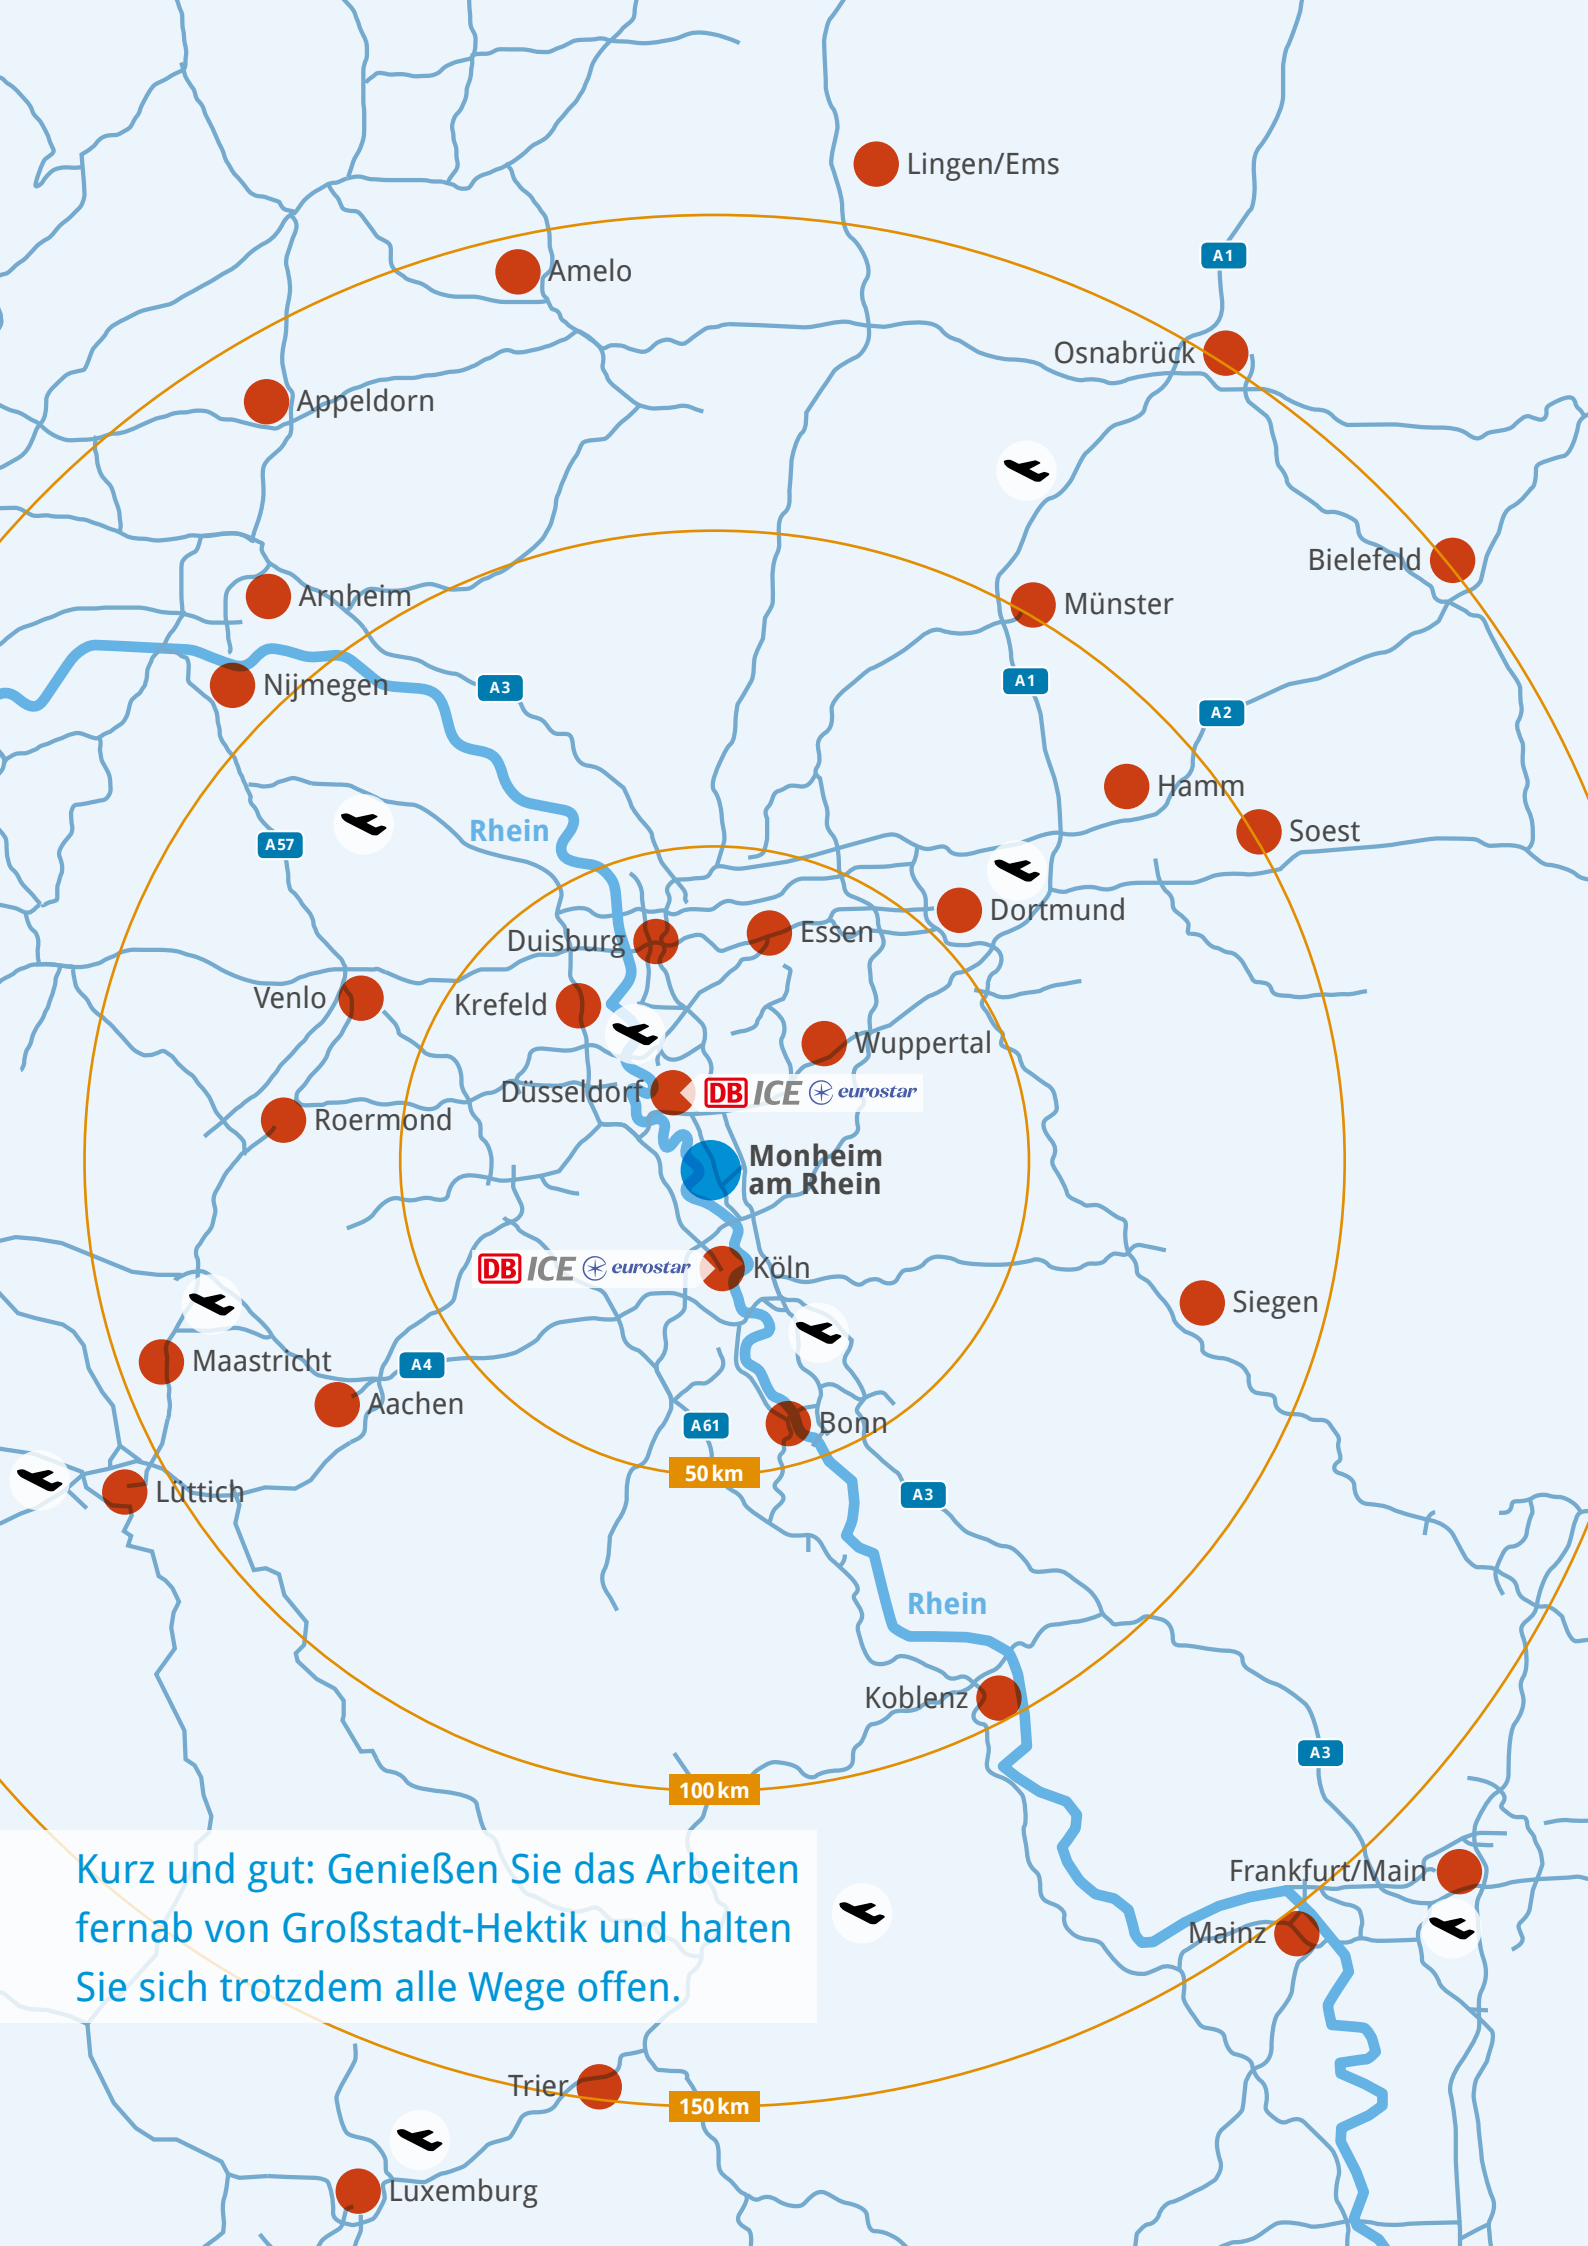 Lingen/Ems
A1
Amelo
Osnabrück
Appeldorn
Bielefeld
Arnheim
Münster
Nijmegen
A3
A1
A2
Hamm
Rhein
Soest
A57
Dortmund
Duisburg
Essen
Venlo
Krefeld
Wuppertal
Düsseldorf
DB ICE eurostar
Roermond
Monheim
am Rhein
DB ICE eurostar
Köln
Siegen
Maastricht
A4
Aachen
A61
Bonn
50 km
Lüttich
A3
Rhein
Koblenz
A3
100 km
Kurz und gut: Genießen Sie das Arbeiten
fernab von Großstadt-Hektik und halten
Sie sich trotzdem alle Wege offen.
Frankfurt/Main
Mainz
Trier
150 km
Luxemburg